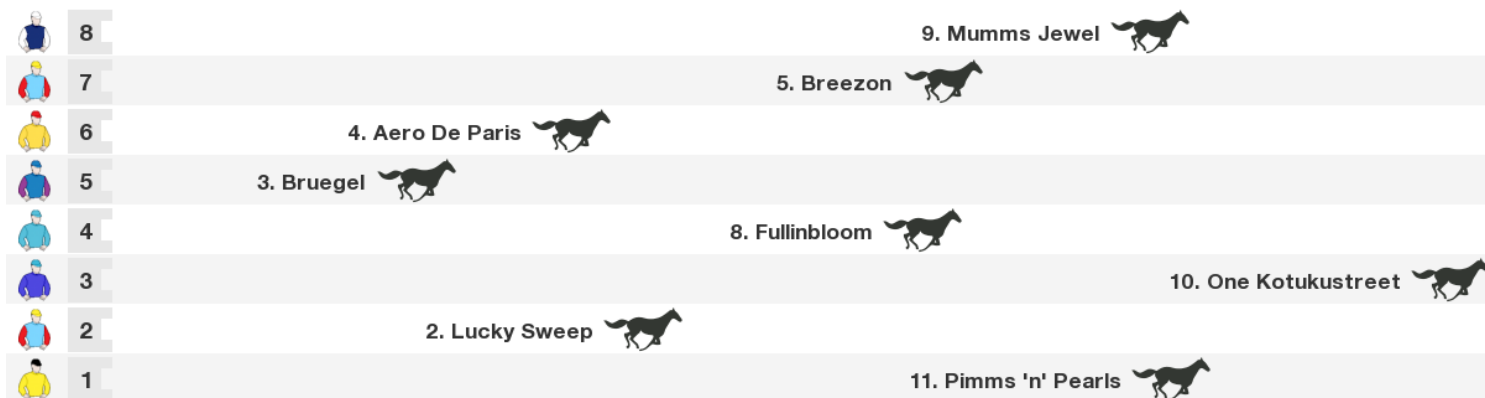 8 9. Mumms Jewel
7 5. Breezon
6 4. Aero De Paris
5 3. Bruegel
4 8. Fullinbloom
3 10. One Kotukustreet
2 2. Lucky Sweep
1 11. Pimms 'n' Pearls